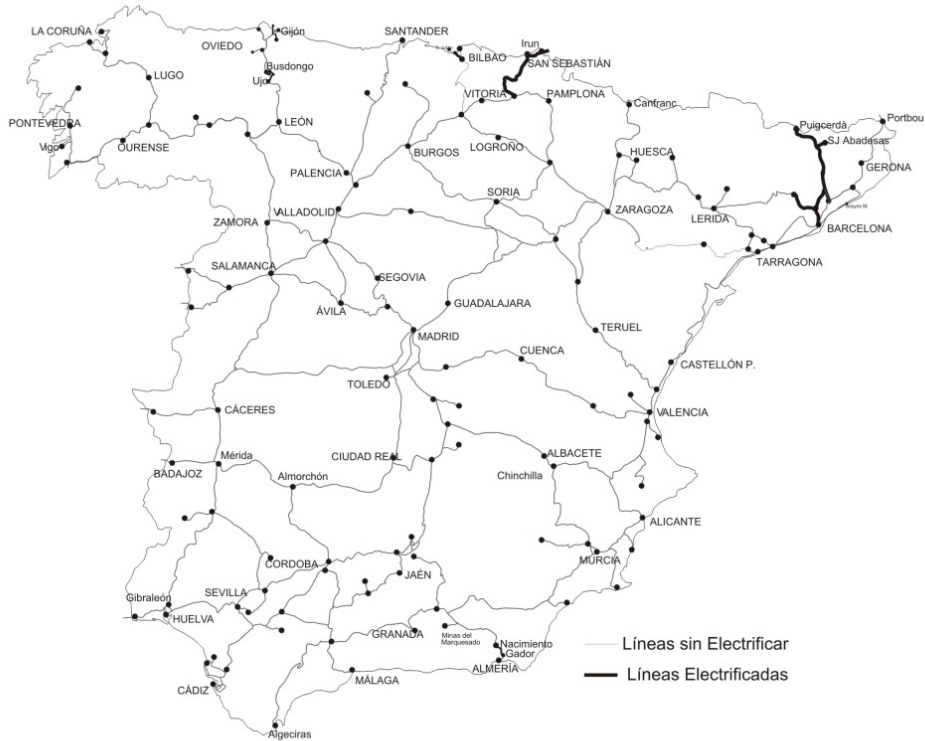 LA CORUÑA
Gijón
SANTANDER
OVIEDO
Irun
BILBAO
SAN SEBASTIÁN
Busdongo
LUGO
Ujo
VITORIA
PAMPLONA
Canfranc
Portbou
PONTEVEDRA
LEÓN
Puigcerdà
SJ Abadesas
Vigo
OURENSE
LOGROÑO
BURGOS
HUESCA
GERONA
PALENCIA
SORIA
Arenys M.
VALLADOLID
ZARAGOZA
LERIDA
ZAMORA
BARCELONA
TARRAGONA
SALAMANCA
SEGOVIA
ÁVILA
GUADALAJARA
MADRID
TERUEL
CUENCA
CASTELLÓN P.
TOLEDO
CÁCERES
VALENCIA
Mérida
CIUDAD REAL
ALBACETE
BADAJOZ
Almorchón
Chinchilla
ALICANTE
CORDOBA
MURCIA
JAÉN
Gibraleón
SEVILLA
HUELVA
GRANADA
Minas del
Marquesado
Nacimiento
Gador
ALMERÍA
Líneas sin Electrificar
Líneas Electrificadas
MÁLAGA
CÁDIZ
Algeciras